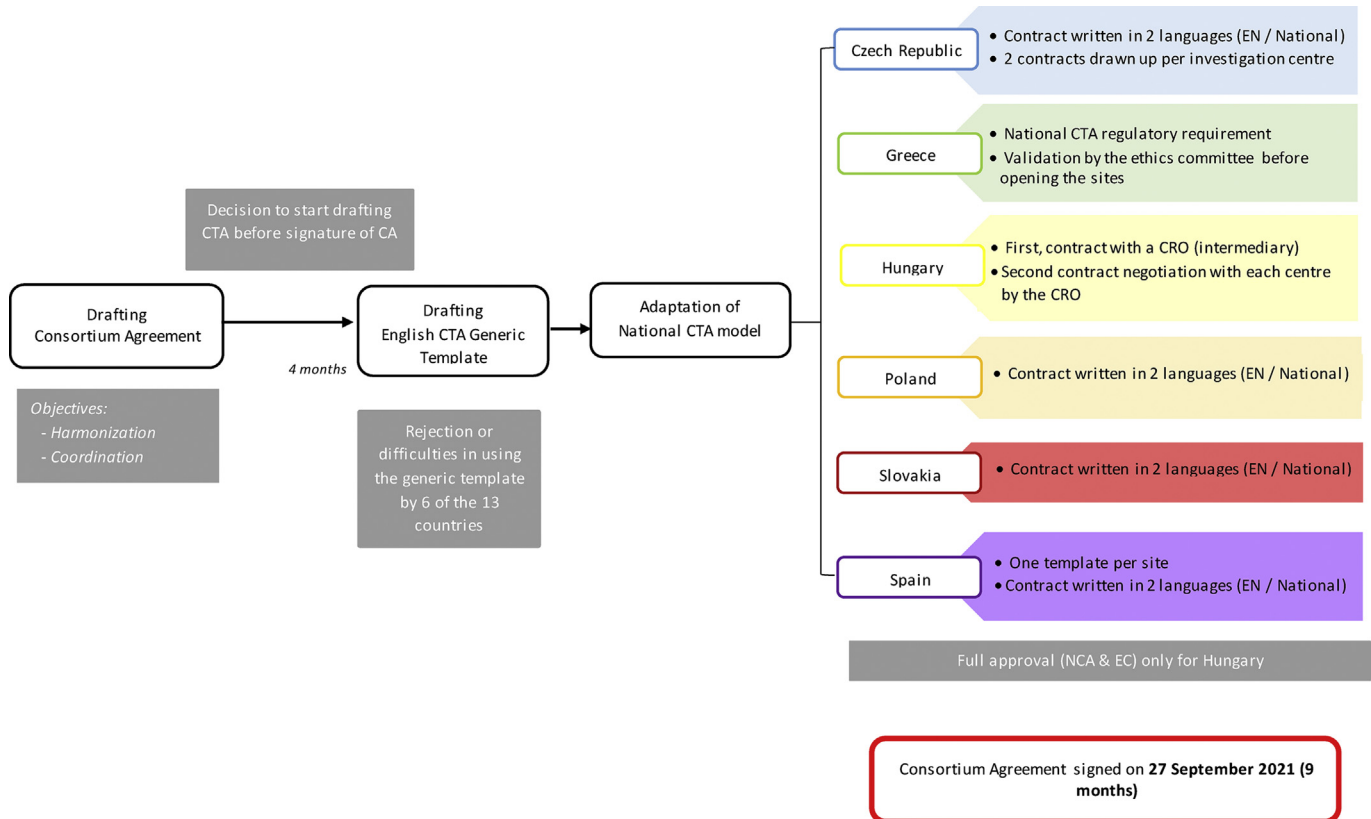 Decision to start drafting
CTA before signature of CA
Drafting
Consortium Agreement
4 months
Objectives:
- Harmonization
- Coordination
Drafting
English CTA Generic
Template
Rejection or
difficulties in using
the generic template
by 6 of the 13
countries
Adaptation of
National CTA model
Czech Republic
• Contract written in 2 languages (EN / National)
• 2 contracts drawn up per investigation centre
Greece
• National CTA regulatory requirement
• Validation by the ethics committee before
opening the sites
Hungary
• First, contract with a CRO (intermediary)
• Second contract negotiation with each centre
by the CRO
Poland
• Contract written in 2 languages (EN / National)
Slovakia
• Contract written in 2 languages (EN / National)
Spain
• One template per site
• Contract written in 2 languages (EN / National)
Full approval (NCA & EC) only for Hungary
Consortium Agreement signed on 27 September 2021 (9
months)